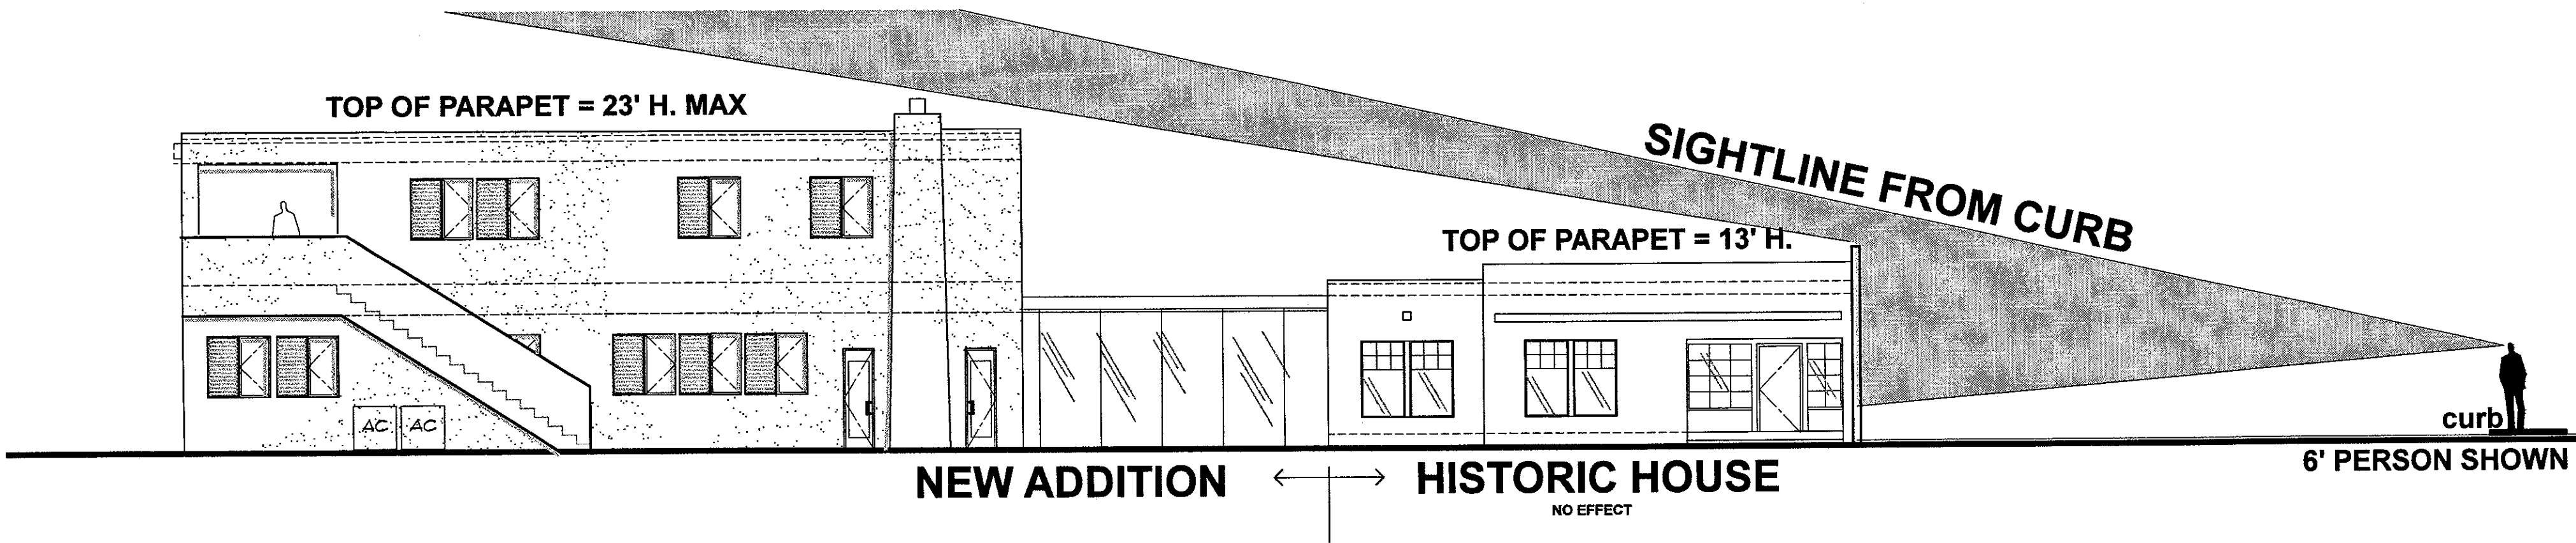 TOP OF PARAPET = 23' H. MAX
SIGHTLINE FROM CURB
TOP OF PARAPET = 13' H.
AC AC
curb
NEW ADDITION
HISTORIC HOUSE
NO EFFECT
6' PERSON SHOWN